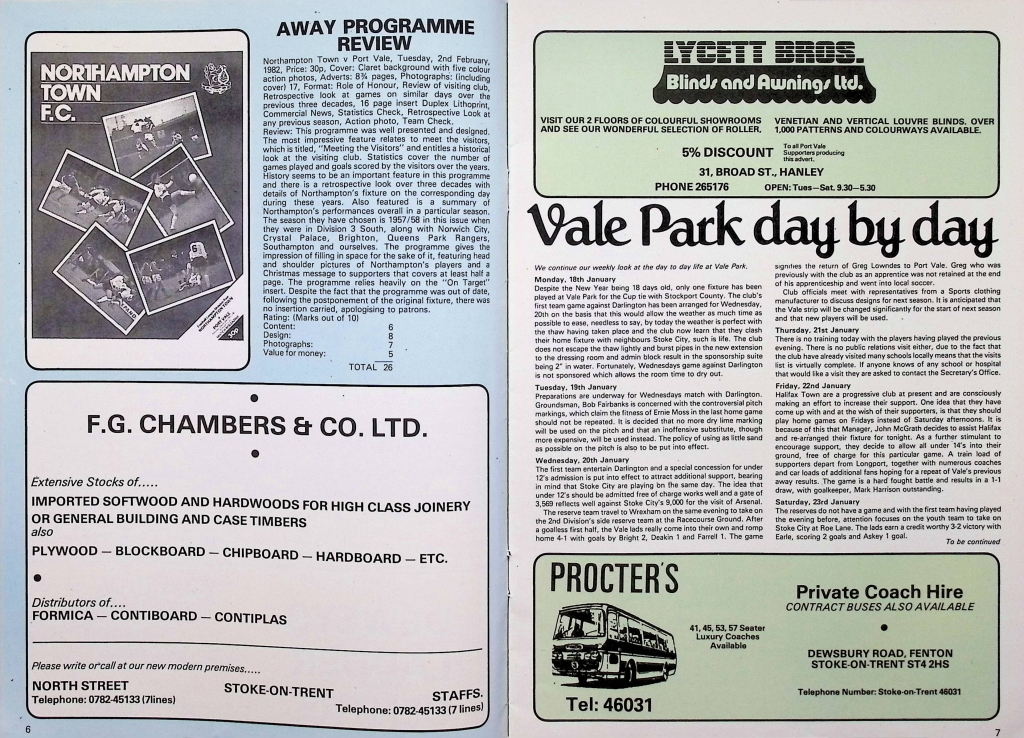 NORTHAMPTON
TOWN
F.C.
AWAY PROGRAMME
REVIEW
Northampton Town v Port Vale, Tuesday, 2nd February,
1982, Price: 30p, Cover: Claret background with five colour
action photos, Adverts: 8¾ pages, Photographs: (including
cover) 17, Format: Role of Honour, Review of visiting club,
Retrospective look at games on similar days over the
previous three decades, 16 page insert Duplex Lithoprint,
Commercial News, Statistics Check, Retrospective Look at
any previous season, Action photo, Team Check.
Review: This programme was well presented and designed.
The most impressive feature relates to meet the visitors,
which is titled, "Meeting the Visitors" and entitles a historical
look at the visiting club. Statistics cover the number of
games played and goals scored by the visitors over the years.
History seems to be an important feature in this programme
and there is a retrospective look over three decades with
details of Northampton's fixture on the corresponding day
during these years. Also featured is a summary of
Northampton's performances overall in a particular season.
The season they have chosen is 1957/58 in this issue when
they were in Division 3 South, along with Norwich City,
Crystal Palace, Brighton, Queens Park Rangers,
Southampton and ourselves. The programme gives the
impression of filling in space for the sake of it, featuring head
and shoulder pictures of Northampton's players and a
Christmas message to supporters that covers at least half a
page. The programme relies heavily on the "On Target"
insert. Despite the fact that the programme was out of date,
following the postponement of the original fixture, there was
no insertion carried, apologising to patrons.
Rating: (Marks out of 10)
Content: 6
Design: 8
Photographs: 7
Value for money: 5
TOTAL 26
F.G. CHAMBERS & CO. LTD.
Extensive Stocks of.....
IMPORTED SOFTWOOD AND HARDWOODS FOR HIGH CLASS JOINERY
OR GENERAL BUILDING AND CASE TIMBERS
also
PLYWOOD — BLOCKBOARD — CHIPBOARD — HARDBOARD — ETC.
Distributors of....
FORMICA — CONTIBOARD — CONTIPLAS
Please write or call at our new modern premises.....
NORTH STREET STOKE-ON-TRENT STAFFS.
Telephone: 0782-45133 (7lines) Telephone: 0782-45133 (7 lines)
6
LYCETT BROS.
Blinds and Awnings Ltd.
VISIT OUR 2 FLOORS OF COLOURFUL SHOWROOMS
AND SEE OUR WONDERFUL SELECTION OF ROLLER,
VENETIAN AND VERTICAL LOUVRE BLINDS. OVER
1,000 PATTERNS AND COLOURWAYS AVAILABLE.
5% DISCOUNT
To all Port Vale
Supporters producing
this advert.
31, BROAD ST., HANLEY
PHONE 265176 OPEN: Tues—Sat. 9.30—5.30
Vale Park day by day
We continue our weekly look at the day to day life at Vale Park.
Monday, 18th January
Despite the New Year being 18 days old, only one fixture has been
played at Vale Park for the Cup tie with Stockport County. The club's
first game against Darlington has been arranged for Wednesday,
20th on the basis that this would allow the weather as much time as
possible to ease, needless to say, by today the weather is perfect with
the thaw having taken place and the club now learn that they clash
their home fixture with neighbours Stoke City, such is life. The club
does not escape the thaw lightly and burst pipes in the new extension
to the dressing room and admin block result in the sponsorship suite
being 2" in water. Fortunately, Wednesdays game against Darlington
is not sponsored which allows the room time to dry out.
Tuesday, 19th January
Preparations are underway for Wednesdays match with Darlington.
Groundsman, Bob Fairbanks is concerned with the controversial pitch
markings, which claim the fitness of Ernie Moss in the last home game
should not be repeated. It is decided that no more dry lime marking
will be used on the pitch and that an inoffensive substitute, though
more expensive, will be used instead. The policy of using as little sand
as possible on the pitch is also to be put into effect.
Wednesday, 20th January
The first team entertain Darlington and a special concession for under
12's admission is put into effect to attract additional support, bearing
in mind that Stoke City are playing on the same day. The idea that
under 12's should be admitted free of charge works well and a gate of
3,569 reflects well against Stoke City's 9,000 for the visit of Arsenal.
The reserve team travel to Wrexham on the same evening to take on
the 2nd Division's side reserve team at the Racecourse Ground. After
a goalless first half, the Vale lads really come into their own and romp
home 4-1 with goals by Bright 2, Deakin 1 and Farrell 1. The game
signifies the return of Greg Lowndes to Port Vale. Greg who was
previously with the club as an apprentice was not retained at the end
of his apprenticeship and went into local soccer.
Club officials meet with representatives from a Sports clothing
manufacturer to discuss designs for next season. It is anticipated that
the Vale strip will be changed significantly for the start of next season
and that new players will be used.
Thursday, 21st January
There is no training today with the players having played the previous
evening. There is no public relations visit either, due to the fact that
the club have already visited many schools locally means that the visits
list is virtually complete. If anyone knows of any school or hospital
that would like a visit they are asked to contact the Secretary's Office.
Friday, 22nd January
Halifax Town are a progressive club at present and are consciously
making an effort to increase their support. One idea that they have
come up with and at the wish of their supporters, is that they should
play home games on Fridays instead of Saturday afternoons. It is
because of this that Manager, John McGrath decides to assist Halifax
and re-arranged their fixture for tonight. As a further stimulant to
encourage support, they decide to allow all under 14's into their
ground, free of charge for this particular game. A train load of
supporters depart from Longport, together with numerous coaches
and car loads of additional fans hoping for a repeat of Vale's previous
away results. The game is a hard fought battle and results in a 1-1
draw, with goalkeeper, Mark Harrison outstanding.
Saturday, 23rd January
The reserves do not have a game and with the first team having played
the evening before, attention focuses on the youth team to take on
Stoke City at Roe Lane. The lads earn a credit worthy 3-2 victory with
Earle, scoring 2 goals and Askey 1 goal.
To be continued
PROCTER'S
41, 45, 53, 57 Seater
Luxury Coaches
Available
Tel: 46031
Private Coach Hire
CONTRACT BUSES ALSO AVAILABLE
DEWSBURY ROAD, FENTON
STOKE-ON-TRENT ST4 2HS
Telephone Number: Stoke-on-Trent 46031
7